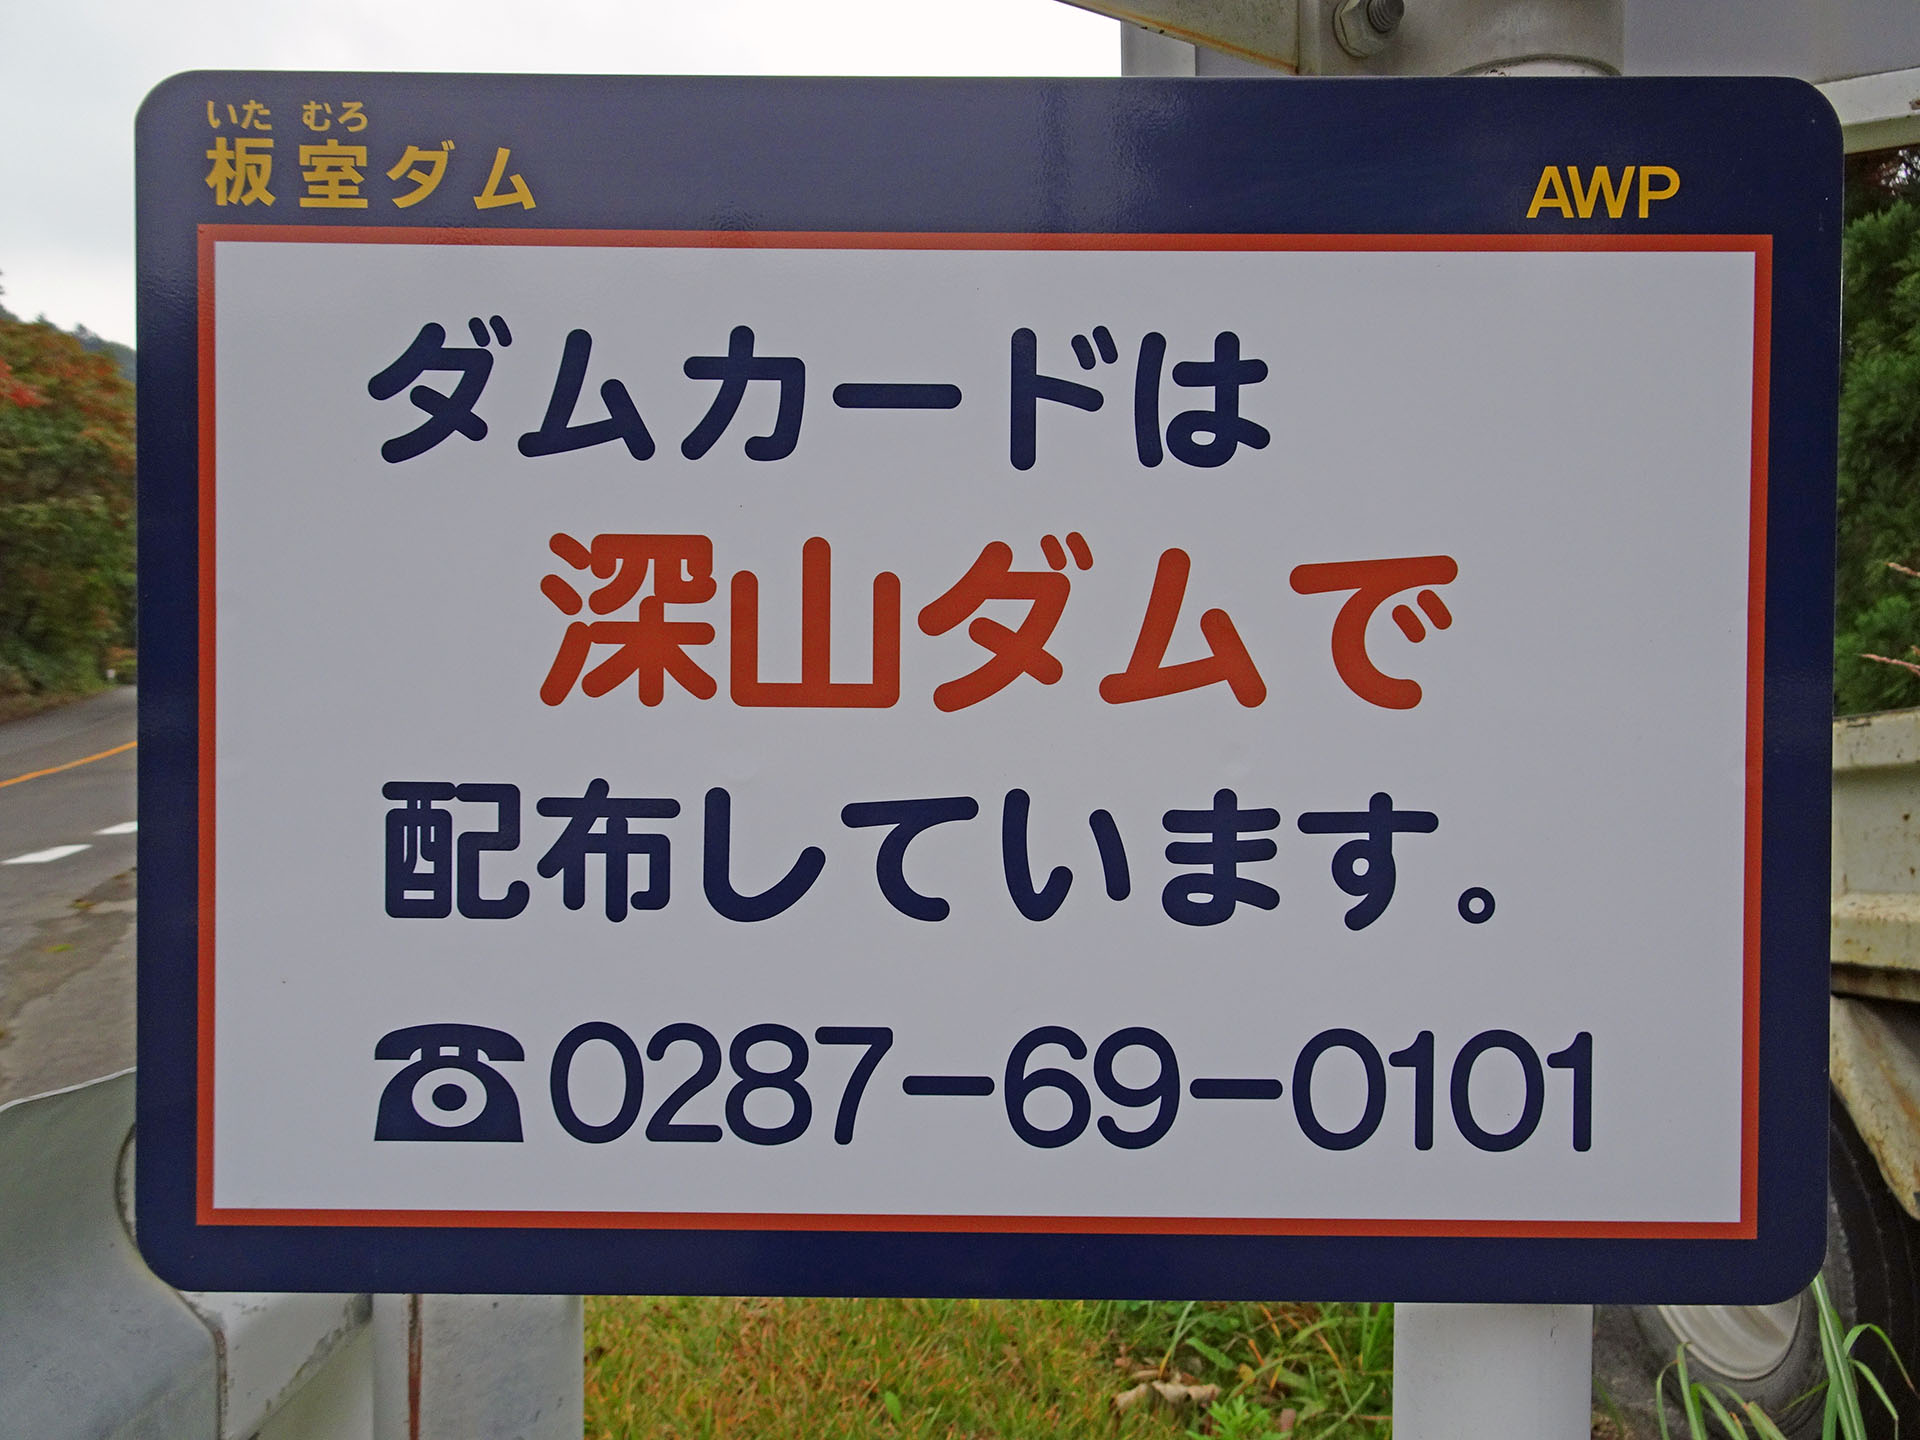 いた むろ
板室ダム
AWP
ダムカードは
深山ダムで
配布しています。
☎0287-69-0101